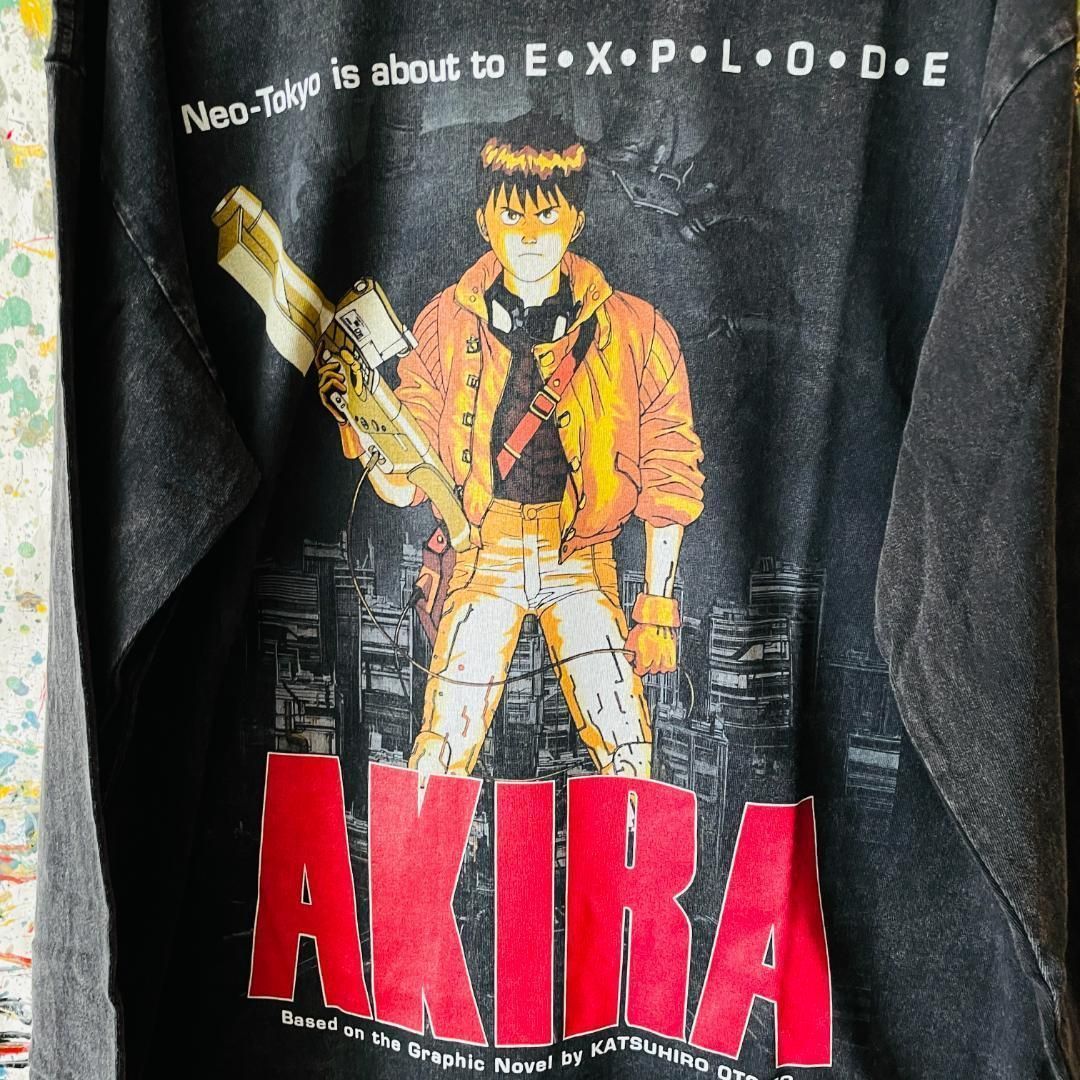 Neo-Tokyo is about to E•X•P•L•O•D•E
AKIRA
Based on the Graphic Novel by KATSUHIRO